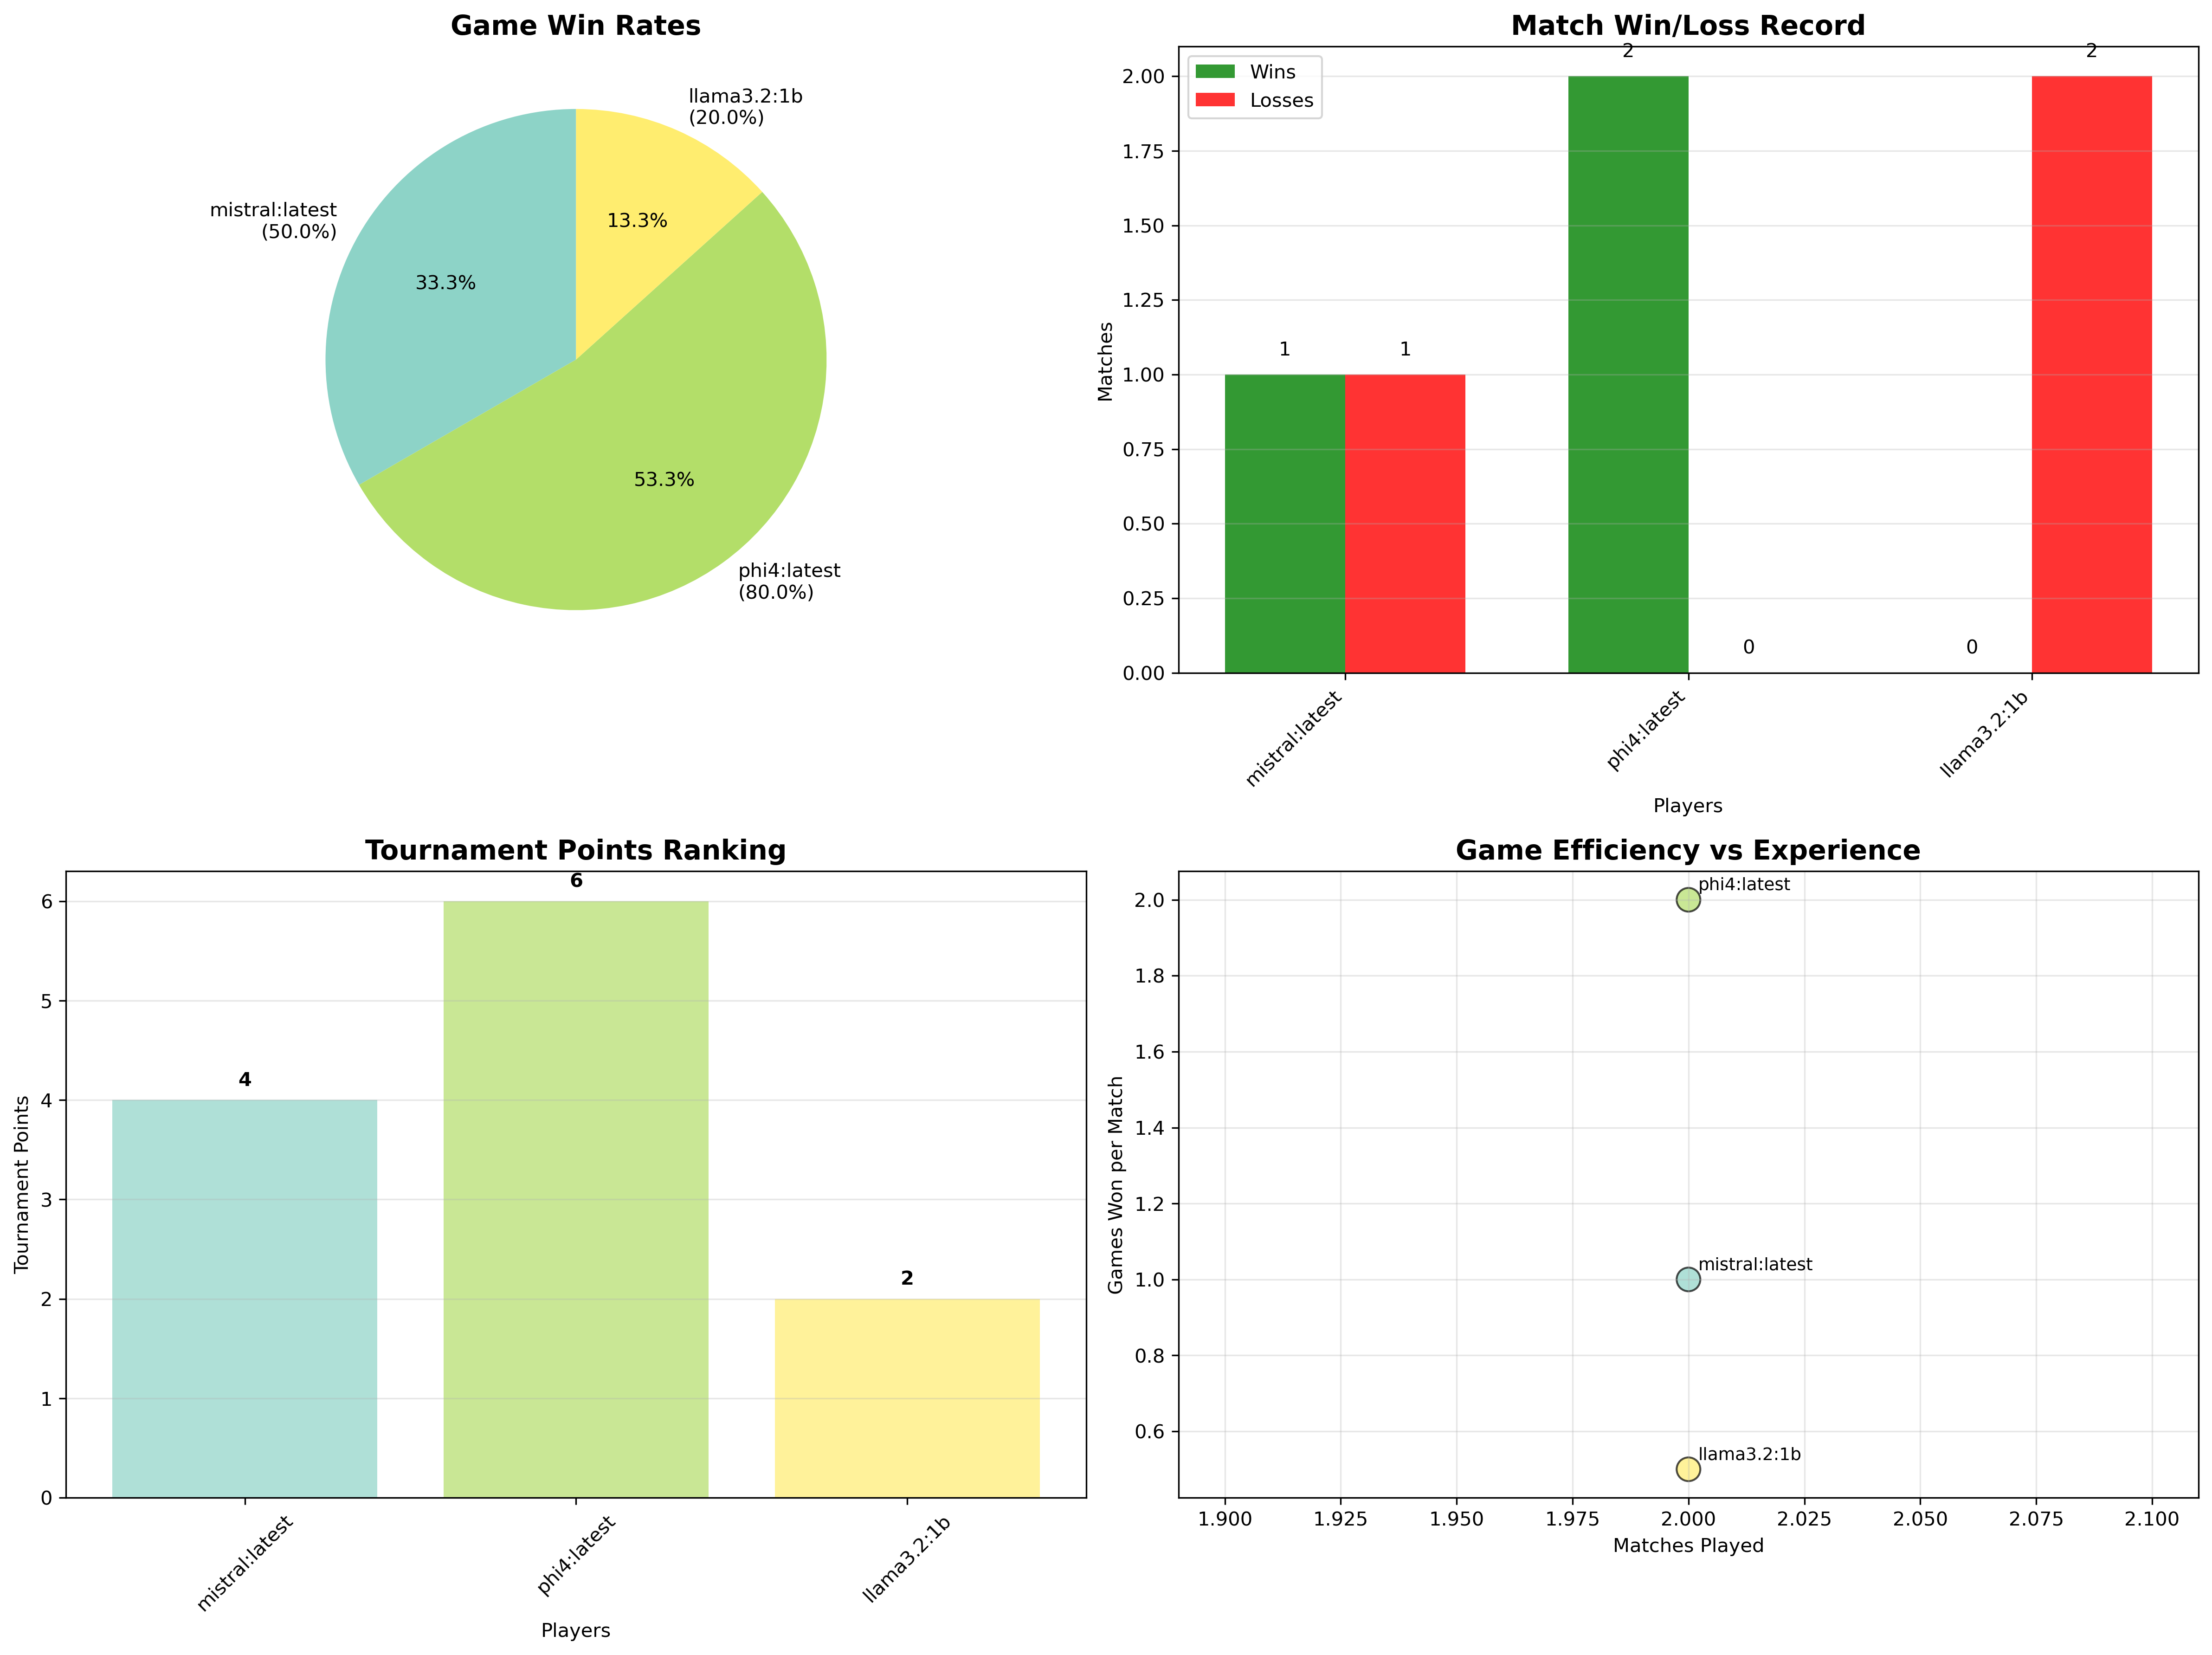 Game Win Rates
llama3.2:1b
(20.0%)
mistral:latest
(50.0%)
13.3%
33.3%
53.3%
phi4:latest
(80.0%)
Match Win/Loss Record
Wins
Losses
2
2
1
1
0
0
2.00
1.75
1.50
1.25
1.00
0.75
0.50
0.25
0.00
Matches
mistral:latest
phi4:latest
llama3.2:1b
Players
Tournament Points Ranking
6
4
2
6
5
4
3
2
1
0
Tournament Points
mistral:latest
phi4:latest
llama3.2:1b
Players
Game Efficiency vs Experience
phi4:latest
mistral:latest
llama3.2:1b
2.0
1.8
1.6
1.4
1.2
1.0
0.8
0.6
Games Won per Match
1.900
1.925
1.950
1.975
2.000
2.025
2.050
2.075
2.100
Matches Played